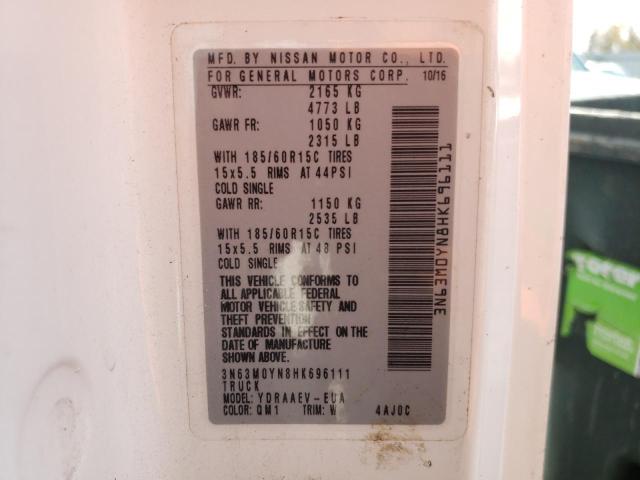 MFD. BY NISSAN MOTOR CO., LTD.
FOR GENERAL MOTORS CORP. 10/16
GVWR: 2165 KG
4773 LB
GAWR FR: 1050 KG
2315 LB
WITH 185/60R15C TIRES
15x5.5 RIMS AT 44PSI
COLD SINGLE
GAWR RR: 1150 KG
2535 LB
WITH 185/60R15C TIRES
15x5.5 RIMS AT 48 PSI
COLD SINGLE
THIS VEHICLE CONFORMS TO
ALL APPLICABLE FEDERAL
MOTOR VEHICLE SAFETY AND
THEFT PREVENTION
STANDARDS IN EFFECT ON THE
DATE OF MANUFACTURE
SHOWN ABOVE.
3N63M0YN8HK696111
TRUCK
MODEL: YDRAAEV-EUA
COLOR: QM1 TRIM: W 4AJ0C
3N63M0YN8HK696111